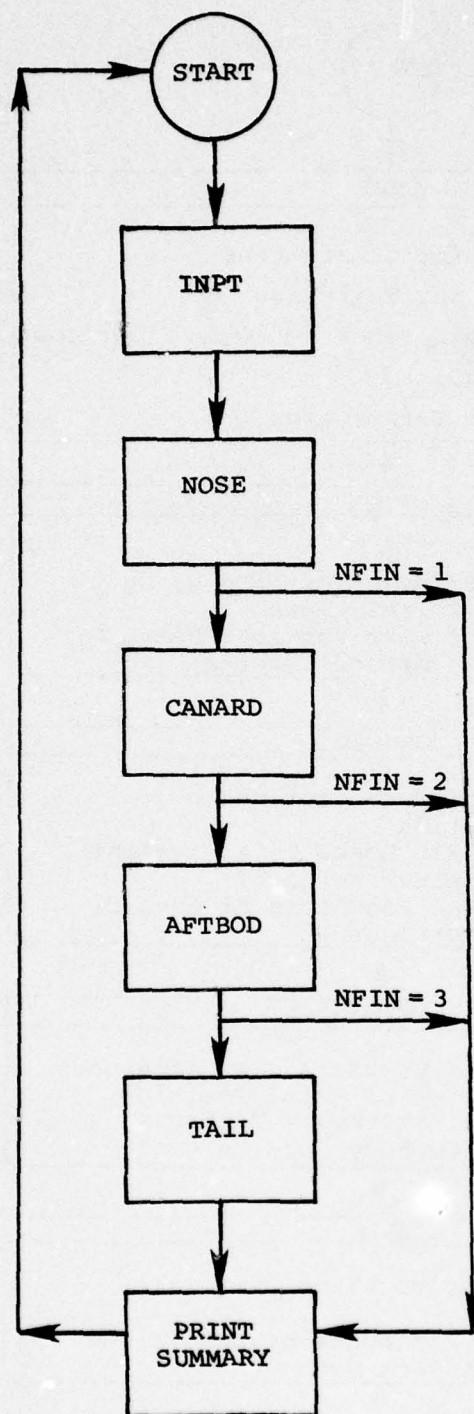 START
INPT
NOSE
NFIN = 1
CANARD
NFIN = 2
AFTBOD
NFIN = 3
TAIL
PRINT
SUMMARY